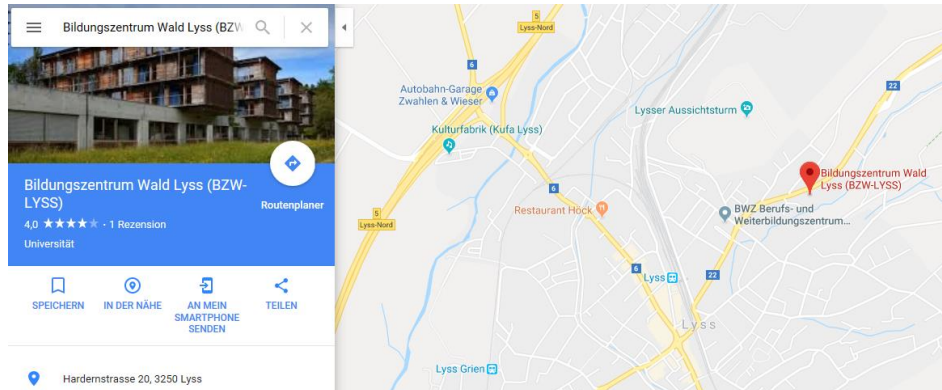 Bildungszentrum Wald Lyss (BZW
Bildungszentrum Wald Lyss (BZW-
LYSS)
4,0 ★★★★★ · 1 Rezension
Universität
Routenplaner
SPEICHERN
IN DER NÄHE
AN MEIN
SMARTPHONE
SENDEN
TEILEN
Hardernstrasse 20, 3250 Lyss
5
Lyss-Nord
6
22
Autobahn-Garage
Zwahlen & Wieser
Lysser Aussichtsturm
Kulturfabrik (Kufa Lyss)
Bildungszentrum Wald
Lyss (BZW-LYSS)
6
5
Lyss-Nord
Restaurant Höck
BWZ Berufs- und
Weiterbildungszentrum...
6
Lyss
22
6
Lyss
Lyss Grien